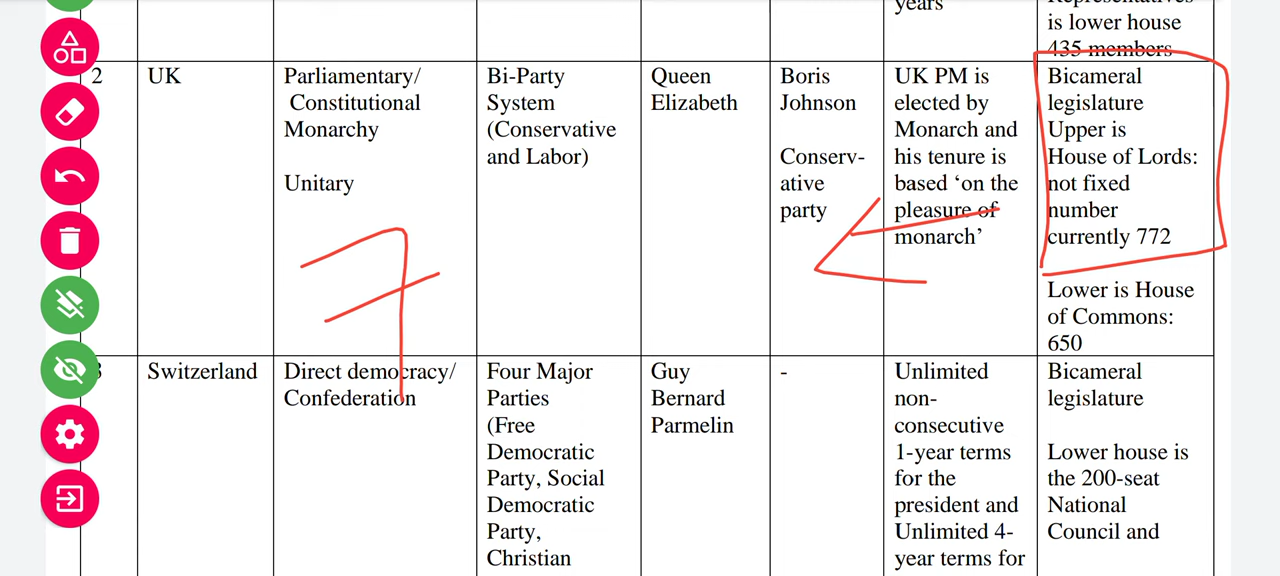 years
Representatives
is lower house
435 members
2
UK
Parliamentary/
Constitutional
Monarchy
Unitary
Bi-Party
System
(Conservative
and Labor)
Queen
Elizabeth
Boris
Johnson
Conserv-
ative
party
UK PM is
elected by
Monarch and
his tenure is
based ‘on the
pleasure of
monarch’
Bicameral
legislature
Upper is
House of Lords:
not fixed
number
currently 772
Lower is House
of Commons:
650
3
Switzerland
Direct democracy/
Confederation
Four Major
Parties
(Free
Democratic
Party, Social
Democratic
Party,
Christian
Guy
Bernard
Parmelin
-
Unlimited
non-
consecutive
1-year terms
for the
president and
Unlimited 4-
year terms for
Bicameral
legislature
Lower house is
the 200-seat
National
Council and